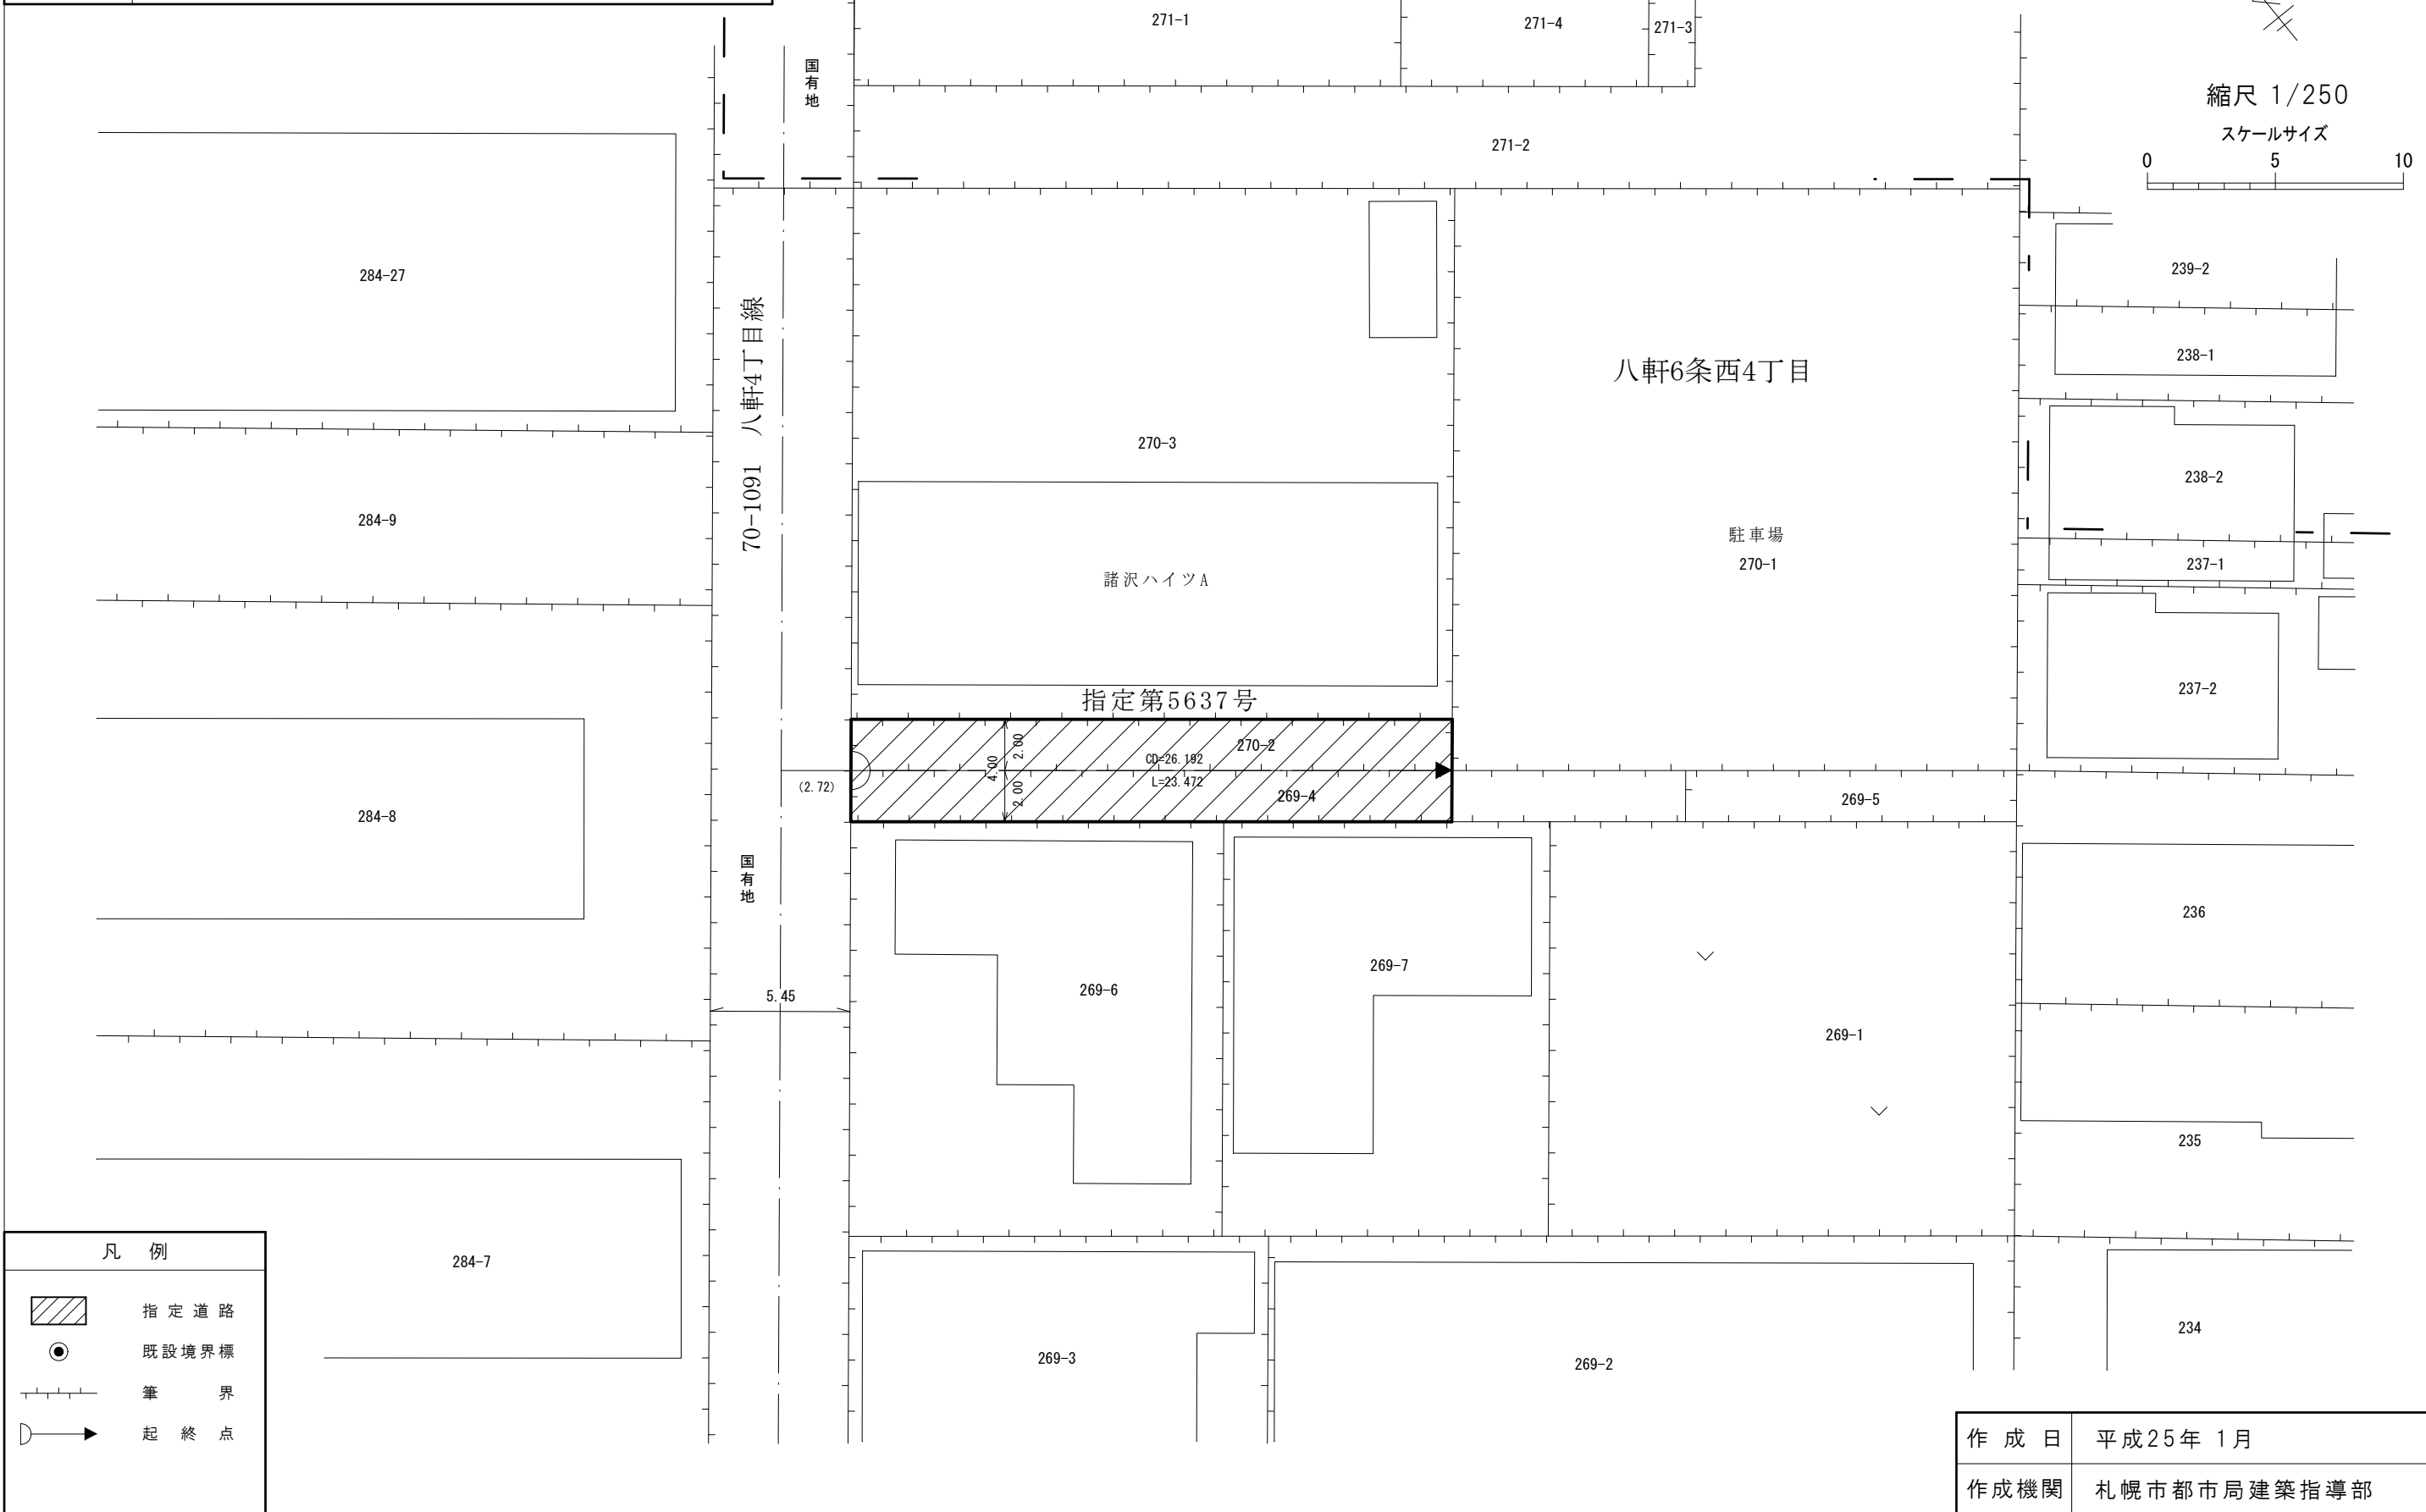 271-1
271-4
271-3
国有地
縮尺 1/250
スケールサイズ
0 5 10
271-2
284-27
239-2
70-1091 八軒4丁目線
238-1
八軒6条西4丁目
270-3
238-2
284-9
駐車場
270-1
237-1
諸沢ハイツA
237-2
指定第5637号
270-2
2.00
4.00
CD=26.192
L=23.472
(2.72)
2.00
269-4
269-5
284-8
国有地
236
269-7
269-6
5.45
269-1
235
凡 例
指定道路
既設境界標
筆 界
起 終 点
284-7
234
269-3
269-2
作成日 平成25年 1月
作成機関 札幌市都市局建築指導部